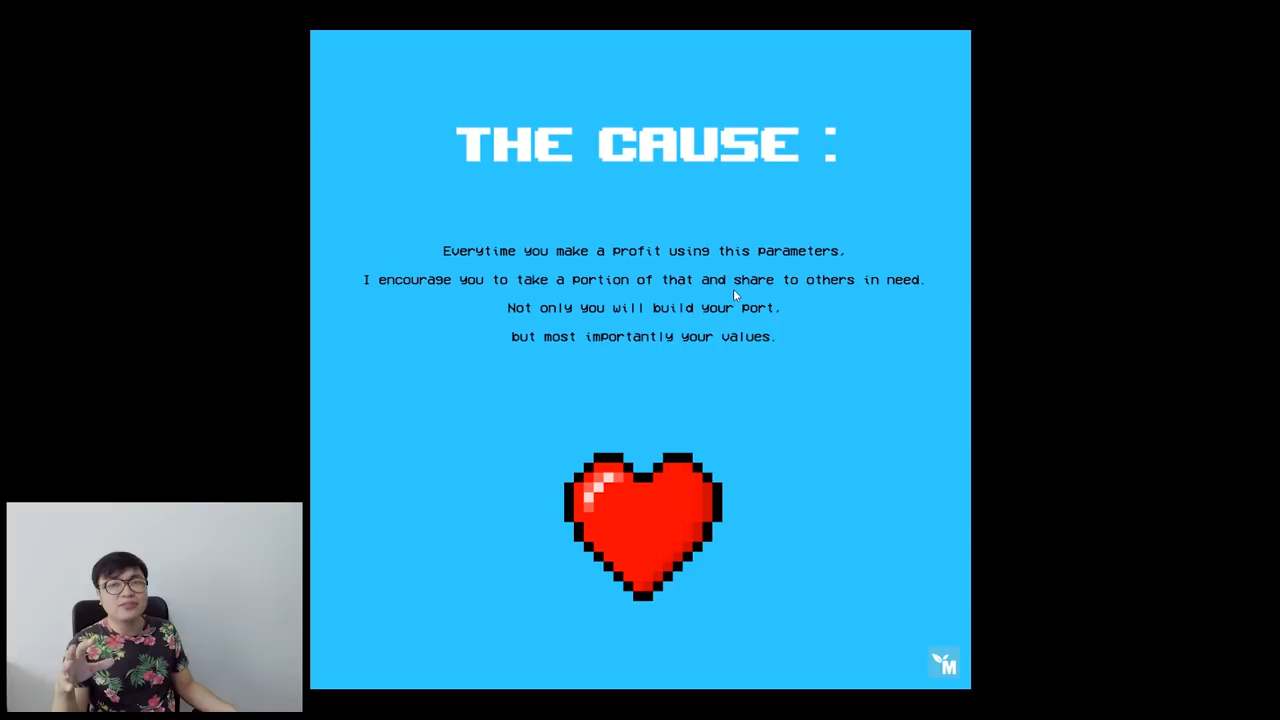 THE CAUSE :
Everytime you make a profit using this parameters,
I encourage you to take a portion of that and share to others in need.
Not only you will build your port,
but most importantly your values.
M